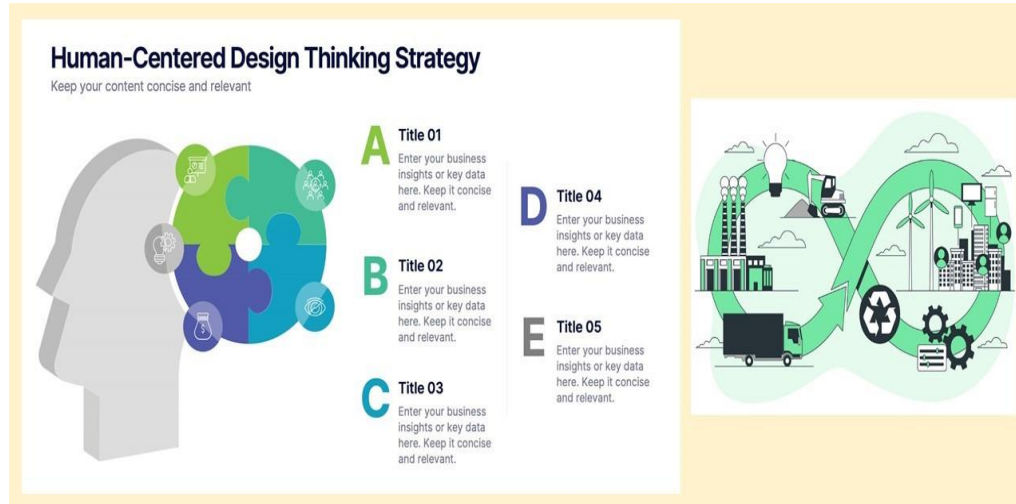 Human-Centered Design Thinking Strategy
Keep your content concise and relevant
A
Title 01
Enter your business
insights or key data
here. Keep it concise
and relevant.
B
Title 02
Enter your business
insights or key data
here. Keep it concise
and relevant.
C
Title 03
Enter your business
insights or key data
here. Keep it concise
and relevant.
D
Title 04
Enter your business
insights or key data
here. Keep it concise
and relevant.
E
Title 05
Enter your business
insights or key data
here. Keep it concise
and relevant.
$